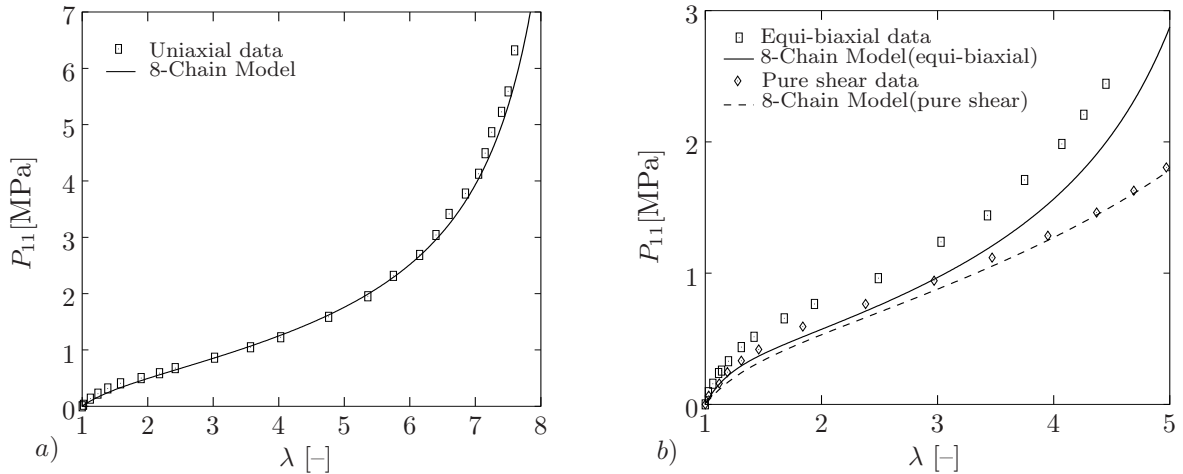 7
6
5
4
3
2
1
0
P11[MPa]
Uniaxial data
8-Chain Model
1 2 3 4 5 6 7 8
λ [–]
a)
3
2
1
0
P11[MPa]
Equi-biaxial data
8-Chain Model(equi-biaxial)
Pure shear data
8-Chain Model(pure shear)
1 2 3 4 5
λ [–]
b)